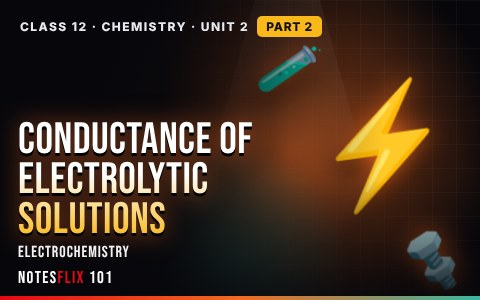 CLASS 12 · CHEMISTRY · UNIT 2 PART 2
CONDUCTANCE OF
ELECTROLYTIC
SOLUTIONS
ELECTROCHEMISTRY
NOTESFLIX 101